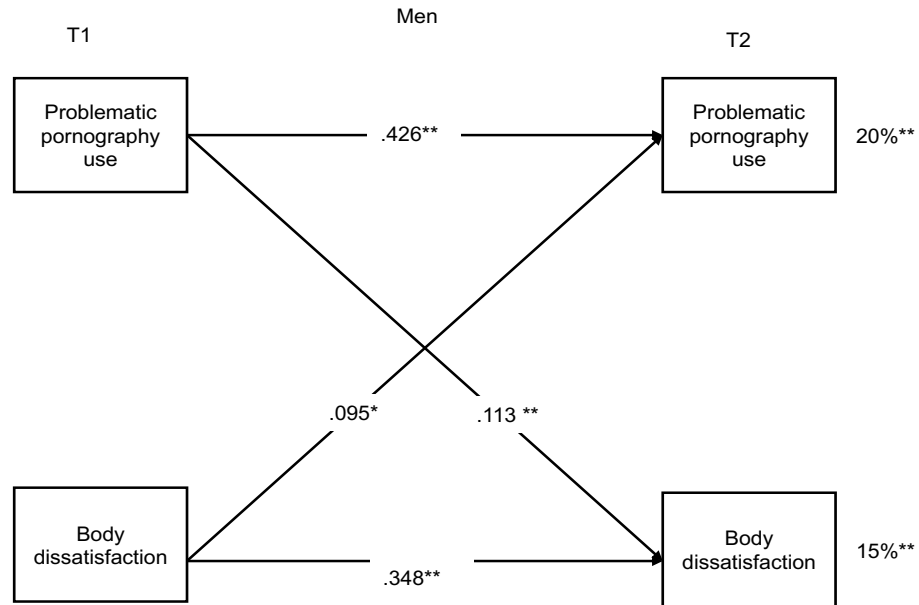 Men
T1
T2
Problematic
pornography
use
.426**
Problematic
pornography
use
20%**
.095*
.113 **
Body
dissatisfaction
.348**
Body
dissatisfaction
15%**